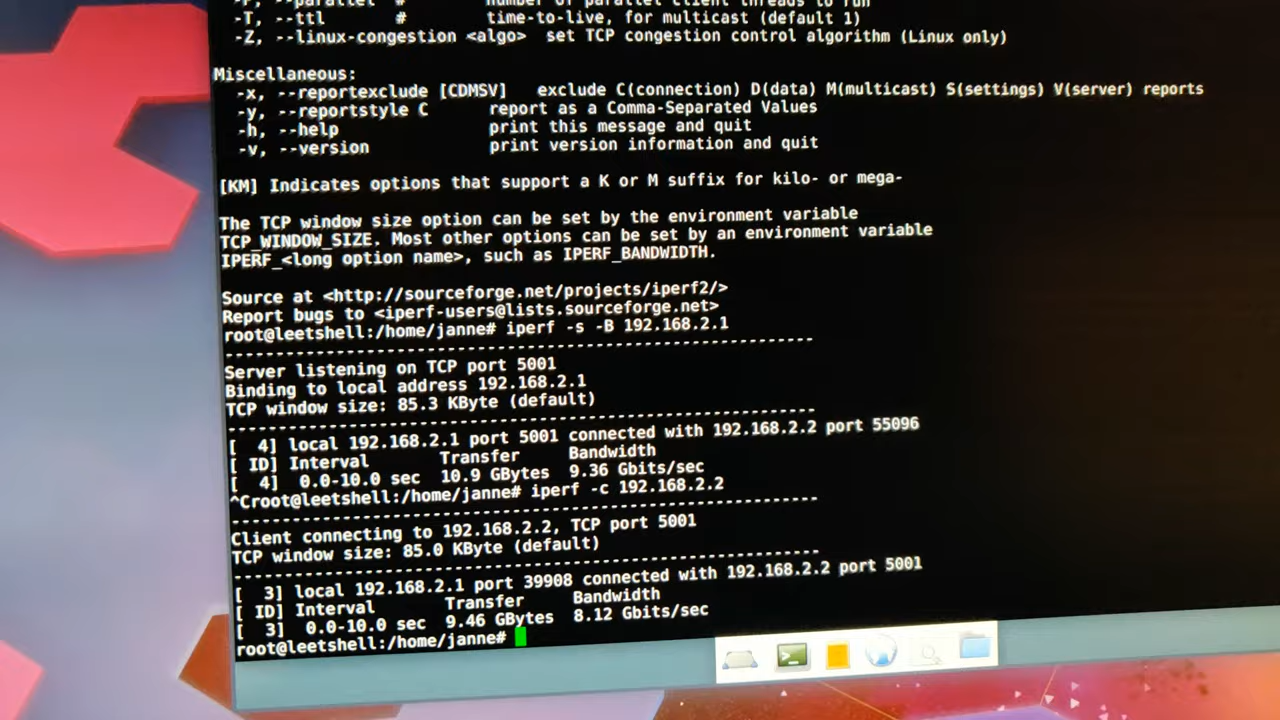 -P, --parallel # number of parallel client threads to run
-T, --ttl # time-to-live, for multicast (default 1)
-Z, --linux-congestion <algo> set TCP congestion control algorithm (Linux only)
Miscellaneous:
-x, --reportexclude [CDMSV] exclude C(connection) D(data) M(multicast) S(settings) V(server) reports
-y, --reportstyle C report as a Comma-Separated Values
-h, --help print this message and quit
-v, --version print version information and quit
[KM] Indicates options that support a K or M suffix for kilo- or mega-
The TCP window size option can be set by the environment variable
TCP_WINDOW_SIZE. Most other options can be set by an environment variable
IPERF_<long option name>, such as IPERF_BANDWIDTH.
Source at <http://sourceforge.net/projects/iperf2/>
Report bugs to <iperf-users@lists.sourceforge.net>
root@leetshell:/home/janne# iperf -s -B 192.168.2.1
------------------------------------------------------------
Server listening on TCP port 5001
Binding to local address 192.168.2.1
TCP window size: 85.3 KByte (default)
------------------------------------------------------------
[ 4] local 192.168.2.1 port 5001 connected with 192.168.2.2 port 55096
[ ID] Interval Transfer Bandwidth
[ 4] 0.0-10.0 sec 10.9 GBytes 9.36 Gbits/sec
^Croot@leetshell:/home/janne# iperf -c 192.168.2.2
------------------------------------------------------------
Client connecting to 192.168.2.2, TCP port 5001
TCP window size: 85.0 KByte (default)
------------------------------------------------------------
[ 3] local 192.168.2.1 port 39908 connected with 192.168.2.2 port 5001
[ ID] Interval Transfer Bandwidth
[ 3] 0.0-10.0 sec 9.46 GBytes 8.12 Gbits/sec
root@leetshell:/home/janne#